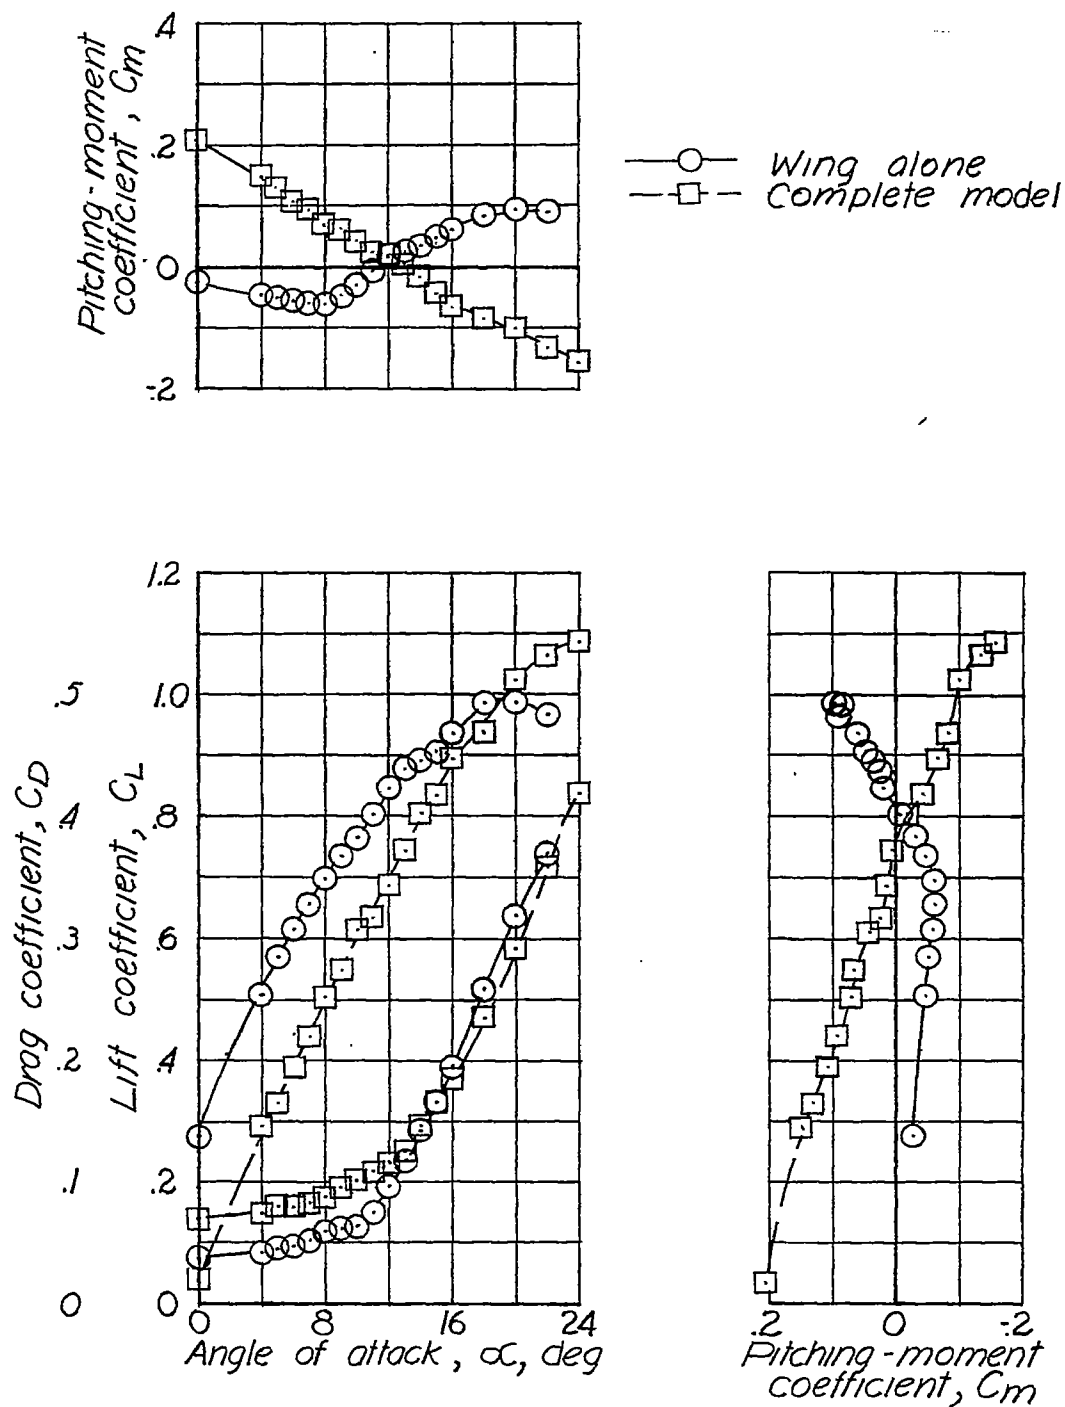 Pitching-moment
coefficient, Cm
.4
.2
0
-.2
Wing alone
Complete model
Drag coefficient, CD
.5
.4
.3
.2
.1
0
Lift coefficient, CL
1.2
1.0
.8
.6
.4
.2
0
0 8 16 24
Angle of attack, α, deg
.2 0 -.2
Pitching-moment
coefficient, Cm